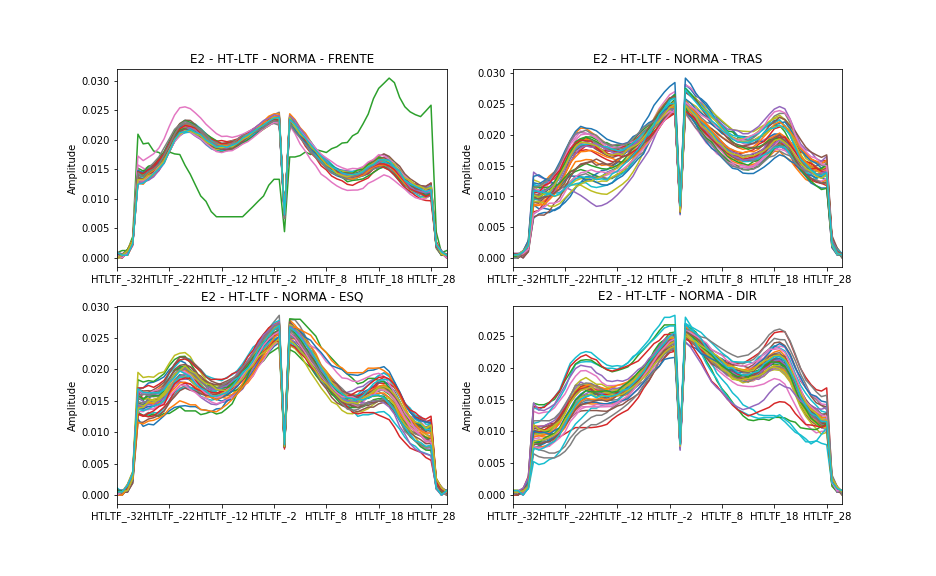 E2 - HT-LTF - NORMA - FRENTE
Amplitude
0.030
0.025
0.020
0.015
0.010
0.005
0.000
HTLTF_-32HTLTF_-22HTLTF_-12 HTLTF_-2 HTLTF_8 HTLTF_18 HTLTF_28
E2 - HT-LTF - NORMA - TRAS
Amplitude
0.030
0.025
0.020
0.015
0.010
0.005
0.000
HTLTF_-32HTLTF_-22HTLTF_-12 HTLTF_-2 HTLTF_8 HTLTF_18 HTLTF_28
E2 - HT-LTF - NORMA - ESQ
Amplitude
0.030
0.025
0.020
0.015
0.010
0.005
0.000
HTLTF_-32HTLTF_-22HTLTF_-12 HTLTF_-2 HTLTF_8 HTLTF_18 HTLTF_28
E2 - HT-LTF - NORMA - DIR
Amplitude
0.025
0.020
0.015
0.010
0.005
0.000
HTLTF_-32HTLTF_-22HTLTF_-12 HTLTF_-2 HTLTF_8 HTLTF_18 HTLTF_28